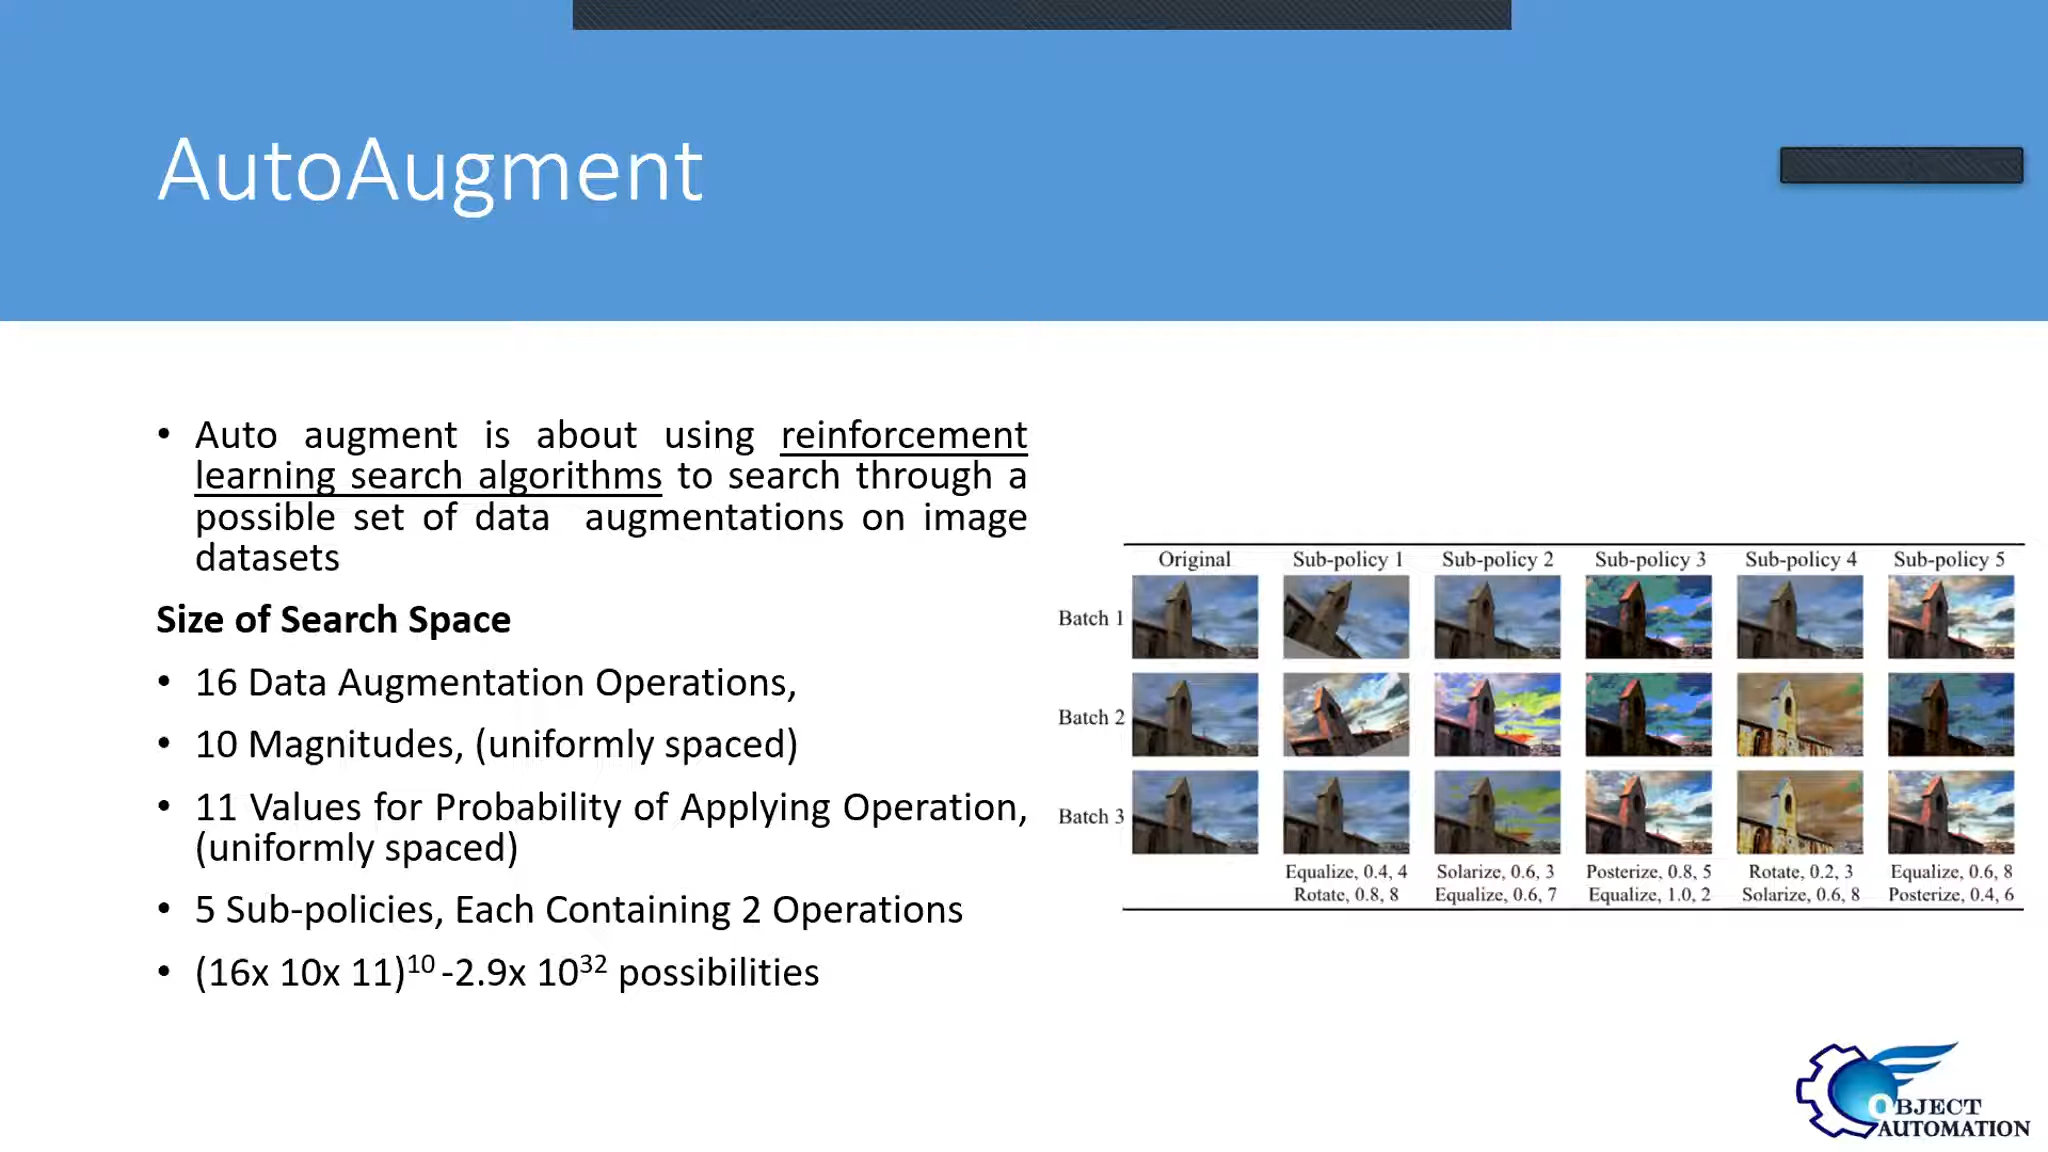 AutoAugment
• Auto augment is about using reinforcement
learning search algorithms to search through a
possible set of data augmentations on image
datasets
Size of Search Space
• 16 Data Augmentation Operations,
• 10 Magnitudes, (uniformly spaced)
• 11 Values for Probability of Applying Operation,
(uniformly spaced)
• 5 Sub-policies, Each Containing 2 Operations
• (16x 10x 11)¹⁰ -2.9x 10³² possibilities
Original Sub-policy 1 Sub-policy 2 Sub-policy 3 Sub-policy 4 Sub-policy 5
Batch 1
Batch 2
Batch 3
Equalize, 0.4, 4 Solarize, 0.6, 3 Posterize, 0.8, 5 Rotate, 0.2, 3 Equalize, 0.6, 8
Rotate, 0.8, 8 Equalize, 0.6, 7 Equalize, 1.0, 2 Solarize, 0.6, 8 Posterize, 0.4, 6
OBJECT
AUTOMATION